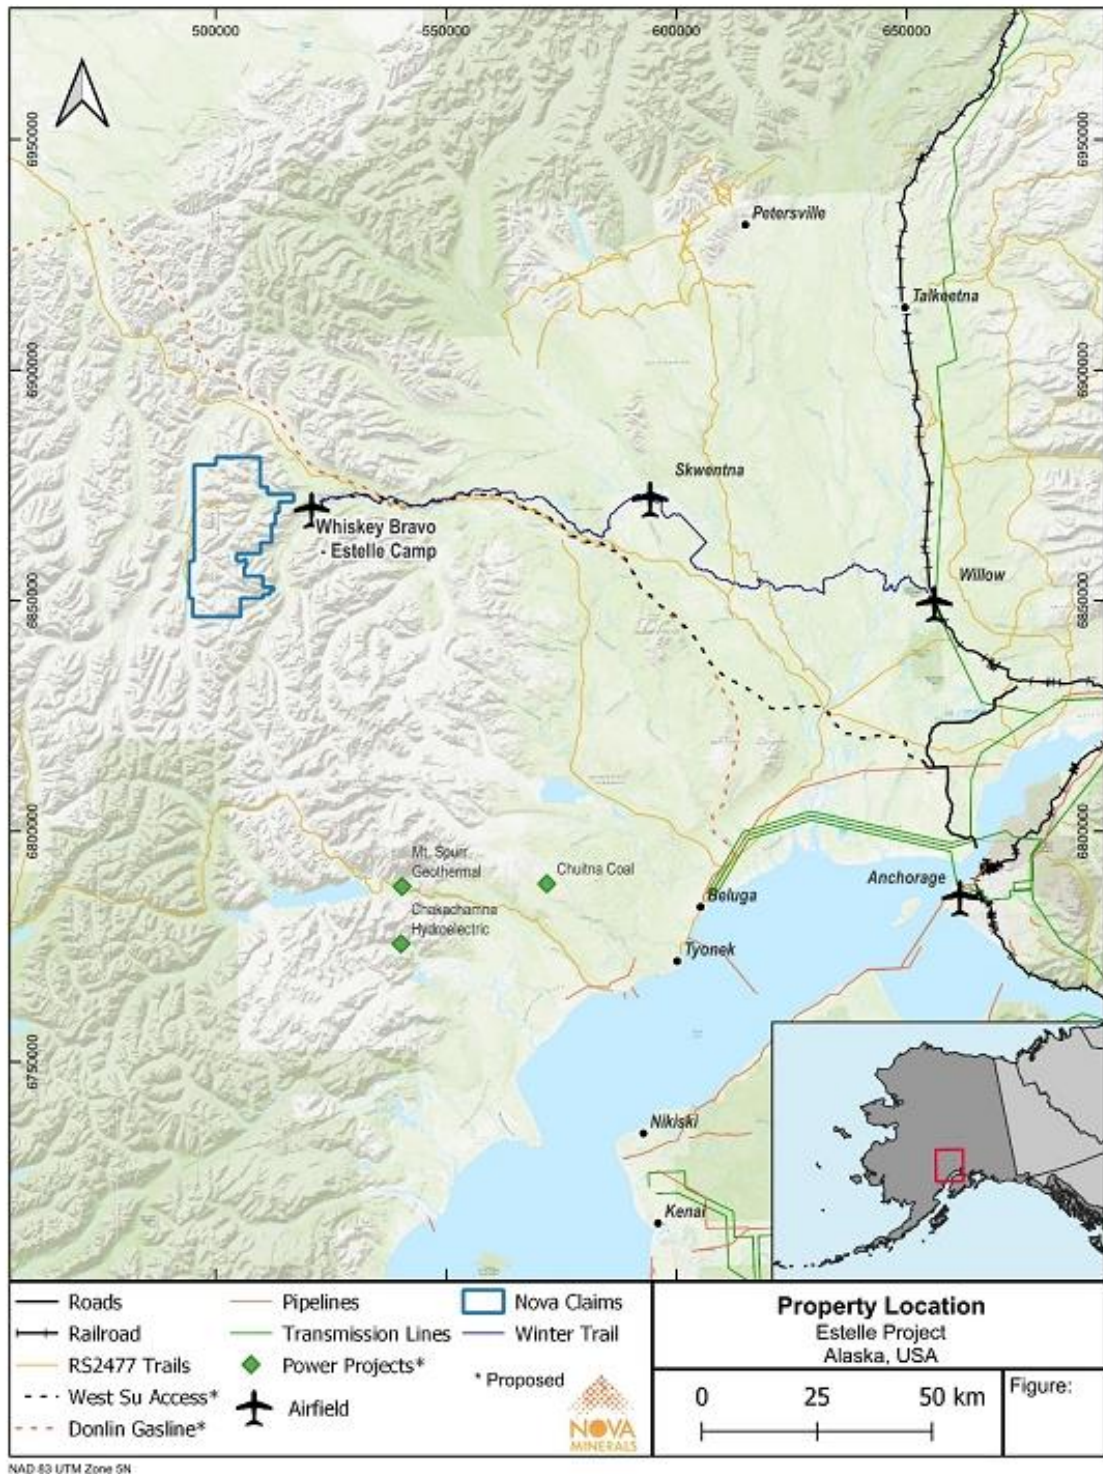 500000
550000
600000
650000
6950000
6950000
Petersville
Talkeetna
6900000
6900000
Skwentna
Whiskey Bravo
- Estelle Camp
Willow
6850000
6850000
6800000
6800000
Mt. Spurr
Geothermal
Chuitna Coal
Anchorage
Beluga
Chakachamna
Hydroelectric
Tyonek
6750000
Nikiski
Kenai
Roads
Railroad
RS2477 Trails
West Su Access*
Donlin Gasline*
Pipelines
Transmission Lines
Power Projects*
Airfield
Nova Claims
Winter Trail
* Proposed
NOVA
MINERALS
Property Location
Estelle Project
Alaska, USA
0 25 50 km
Figure:
NAD 83 UTM Zone 5N